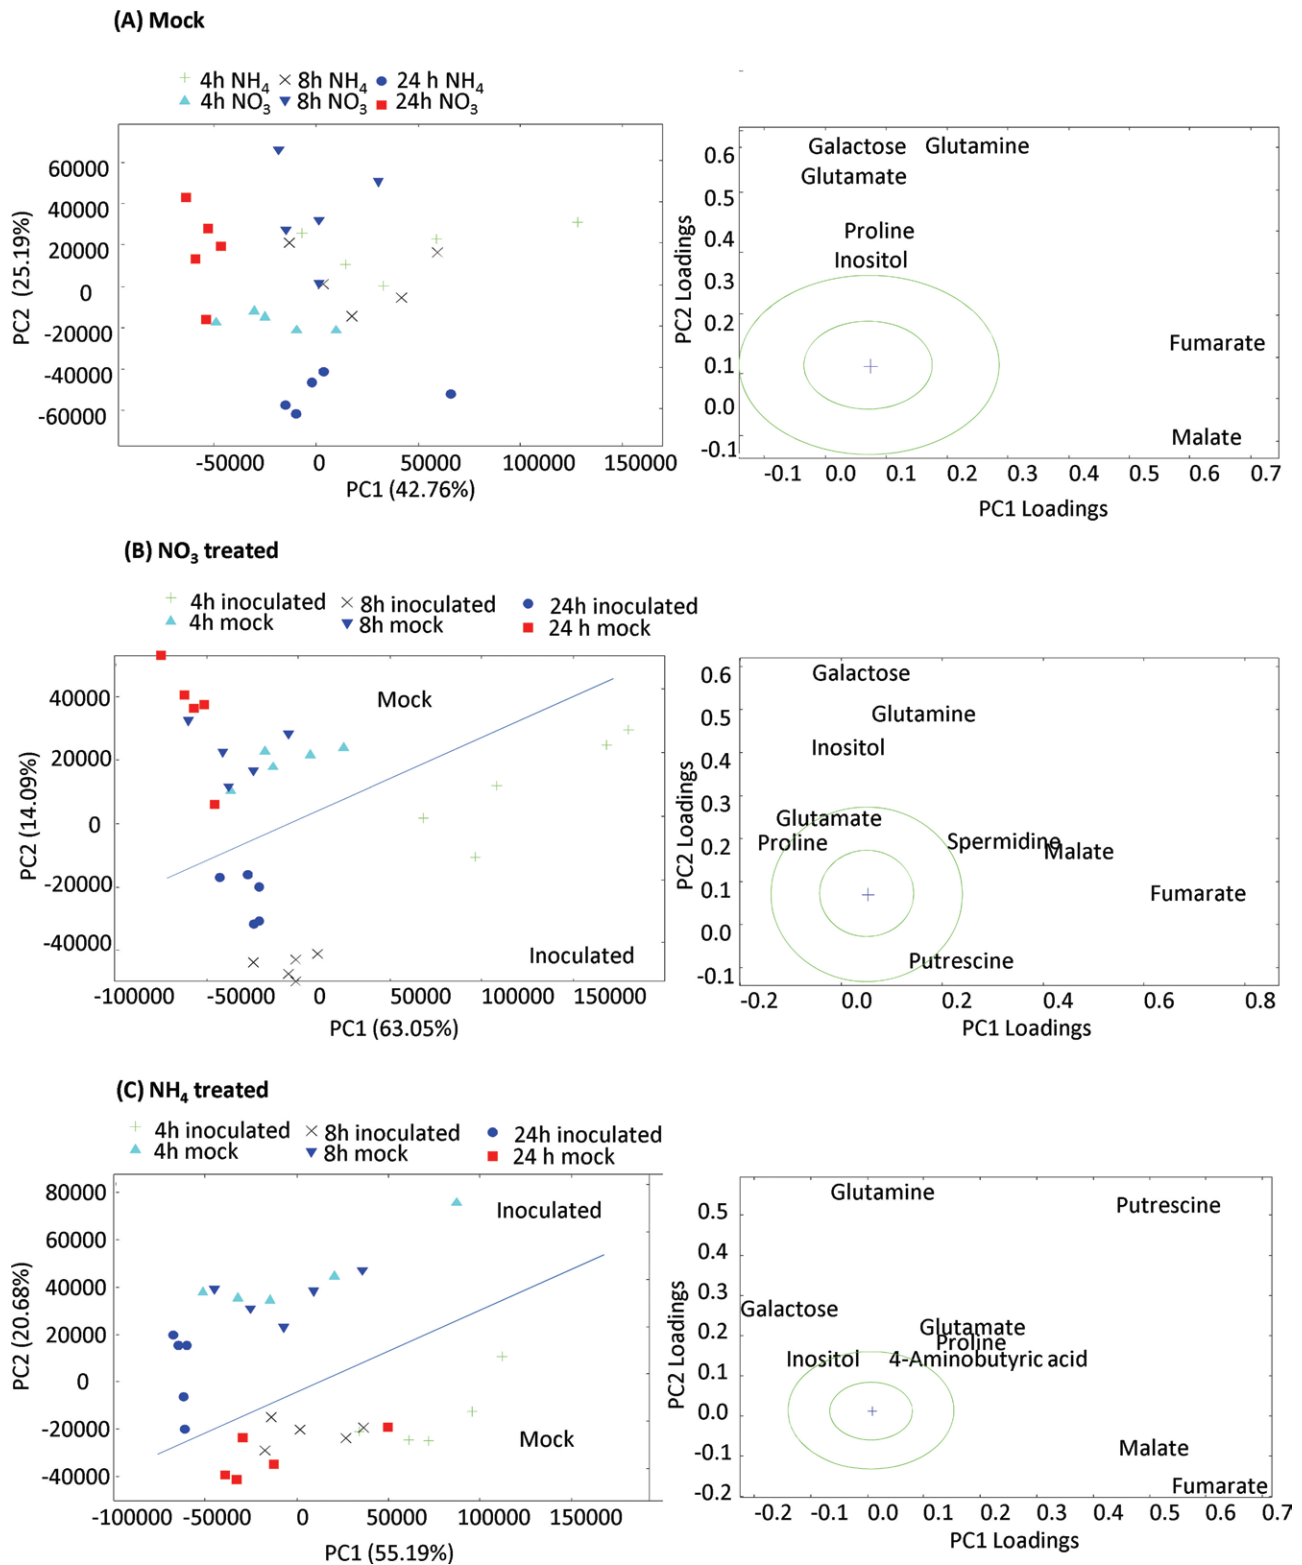 (A) Mock
4h NH4 8h NH4 24 h NH4
4h NO3 8h NO3 24h NO3
60000
40000
20000
0
-20000
-40000
-60000
PC2 (25.19%)
-50000 0 50000 100000 150000
PC1 (42.76%)
0.6
0.5
0.4
0.3
0.2
0.1
0.0
-0.1
PC2 Loadings
Galactose Glutamine
Glutamate
Proline
Inositol
Fumarate
Malate
-0.1 0.0 0.1 0.2 0.3 0.4 0.5 0.6 0.7
PC1 Loadings
(B) NO3 treated
4h inoculated 8h inoculated 24h inoculated
4h mock 8h mock 24 h mock
40000
20000
0
-20000
-40000
PC2 (14.09%)
Mock
Inoculated
-100000 -50000 0 50000 100000 150000
PC1 (63.05%)
0.6
0.5
0.4
0.3
0.2
0.1
0.0
-0.1
PC2 Loadings
Galactose
Glutamine
Inositol
Glutamate
Proline Spermidine Malate
Fumarate
Putrescine
-0.2 0.0 0.2 0.4 0.6 0.8
PC1 Loadings
(C) NH4 treated
4h inoculated 8h inoculated 24h inoculated
4h mock 8h mock 24 h mock
80000
60000
40000
20000
0
-20000
-40000
PC2 (20.68%)
Inoculated
Mock
-100000 -50000 0 50000 100000 150000
PC1 (55.19%)
0.5
0.4
0.3
0.2
0.1
0.0
-0.1
-0.2
PC2 Loadings
Glutamine Putrescine
Galactose
Glutamate
Proline
Inositol 4-Aminobutyric acid
Malate
Fumarate
-0.2 -0.1 0.0 0.1 0.2 0.3 0.4 0.5 0.6 0.7
PC1 Loadings